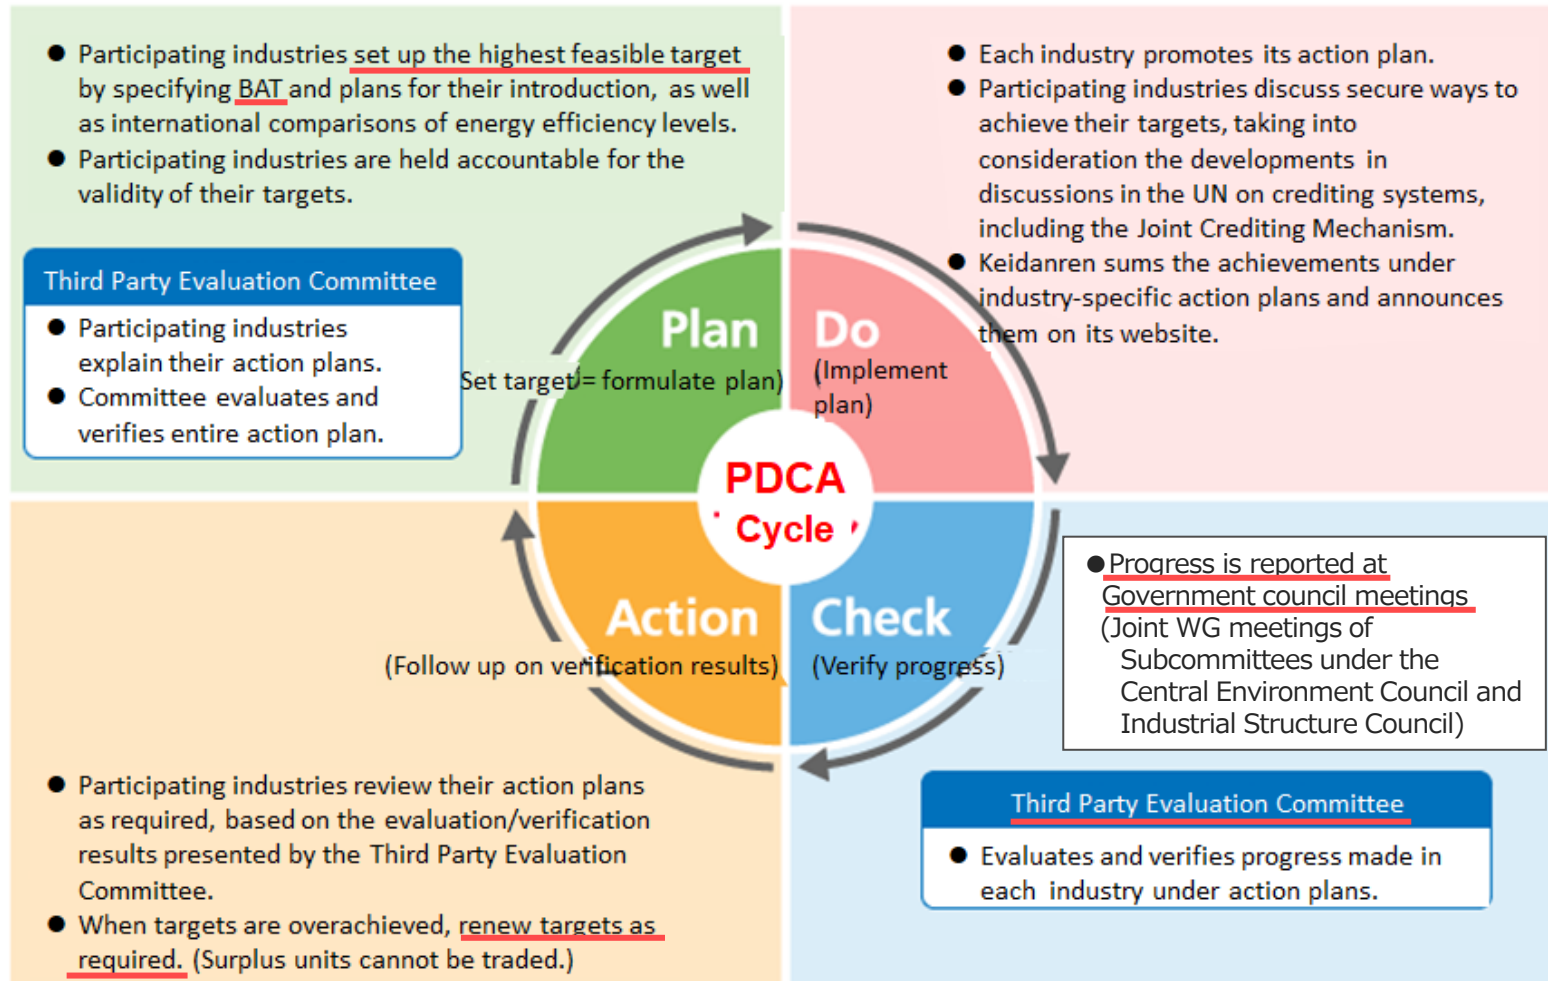 ● Participating industries set up the highest feasible target
by specifying BAT and plans for their introduction, as well
as international comparisons of energy efficiency levels.
● Participating industries are held accountable for the
validity of their targets.
Third Party Evaluation Committee
● Participating industries
explain their action plans.
● Committee evaluates and
verifies entire action plan.
Plan
Set target = formulate plan)
● Each industry promotes its action plan.
● Participating industries discuss secure ways to
achieve their targets, taking into
consideration the developments in
discussions in the UN on crediting systems,
including the Joint Crediting Mechanism.
● Keidanren sums the achievements under
industry-specific action plans and announces
them on its website.
Do
(Implement
plan)
PDCA
Cycle
Action
(Follow up on verification results)
● Participating industries review their action plans
as required, based on the evaluation/verification
results presented by the Third Party Evaluation
Committee.
● When targets are overachieved, renew targets as
required. (Surplus units cannot be traded.)
Check
(Verify progress)
● Progress is reported at
Government council meetings
(Joint WG meetings of
Subcommittees under the
Central Environment Council and
Industrial Structure Council)
Third Party Evaluation Committee
● Evaluates and verifies progress made in
each industry under action plans.